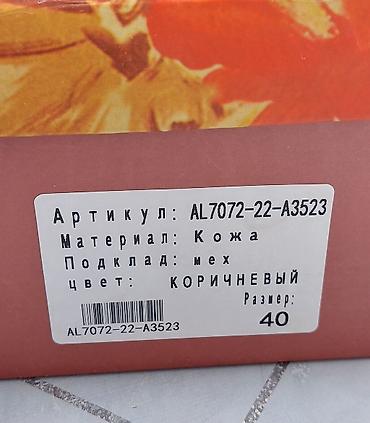 Артикул: AL7072-22-A3523
Материал: Кожа
Подклад: мех
цвет: КОРИЧНЕВЫЙ
Размер:
40
AL7072-22-A3523